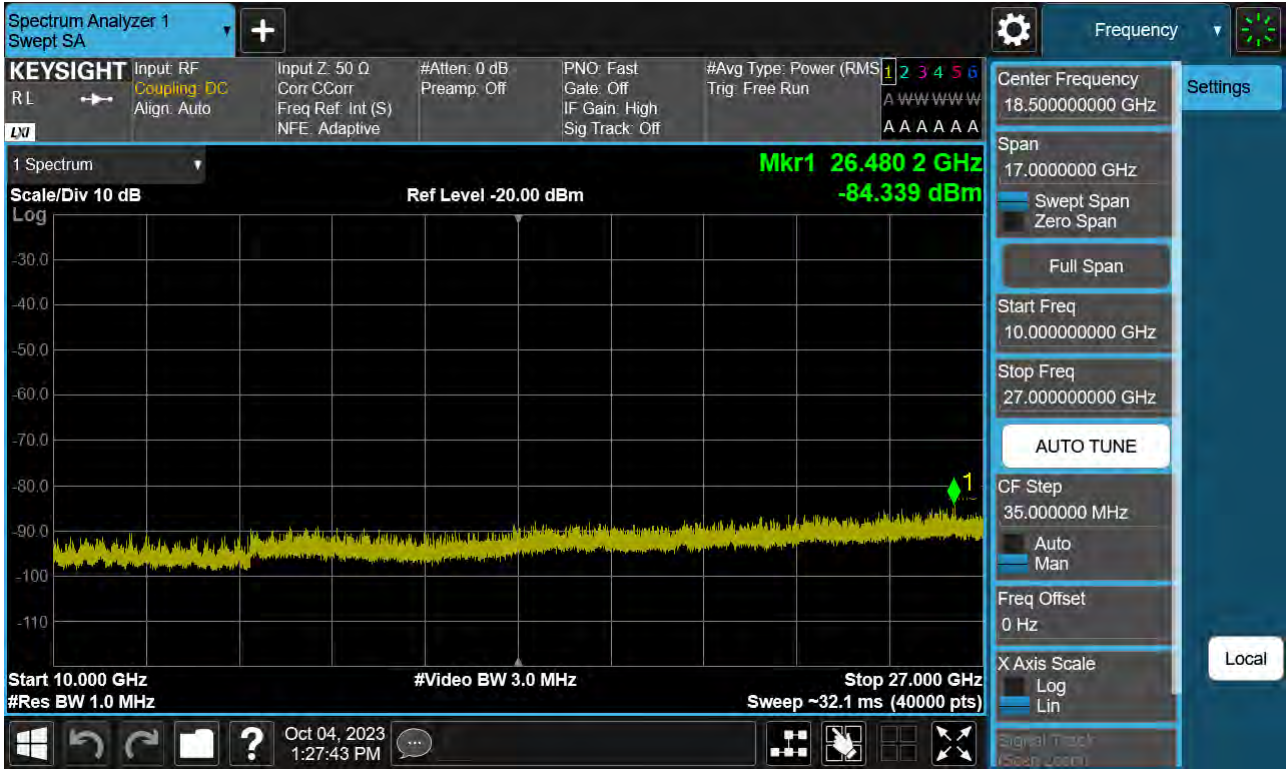 Spectrum Analyzer 1
Swept SA
Frequency
KEYSIGHT
R L
LXI
Input: RF
Coupling: DC
Align: Auto
Input Z: 50 Ω
Corr CCorr
Freq Ref: Int (S)
NFE: Adaptive
#Atten: 0 dB
Preamp: Off
PNO: Fast
Gate: Off
IF Gain: High
Sig Track: Off
#Avg Type: Power (RMS
Trig: Free Run
1 2 3 4 5 6
A W W W W W
A A A A A A
1 Spectrum
Scale/Div 10 dB
Log
Ref Level -20.00 dBm
Mkr1 26.480 2 GHz
-84.339 dBm
-30.0
-40.0
-50.0
-60.0
-70.0
-80.0
-90.0
-100
-110
1
Start 10.000 GHz
#Res BW 1.0 MHz
#Video BW 3.0 MHz
Stop 27.000 GHz
Sweep ~32.1 ms (40000 pts)
Center Frequency
18.500000000 GHz
Span
17.0000000 GHz
Swept Span
Zero Span
Full Span
Start Freq
10.000000000 GHz
Stop Freq
27.000000000 GHz
AUTO TUNE
CF Step
35.000000 MHz
Auto
Man
Freq Offset
0 Hz
X Axis Scale
Log
Lin
Signal Track
(Span Zoom)
Settings
Local
?
Oct 04, 2023
1:27:43 PM